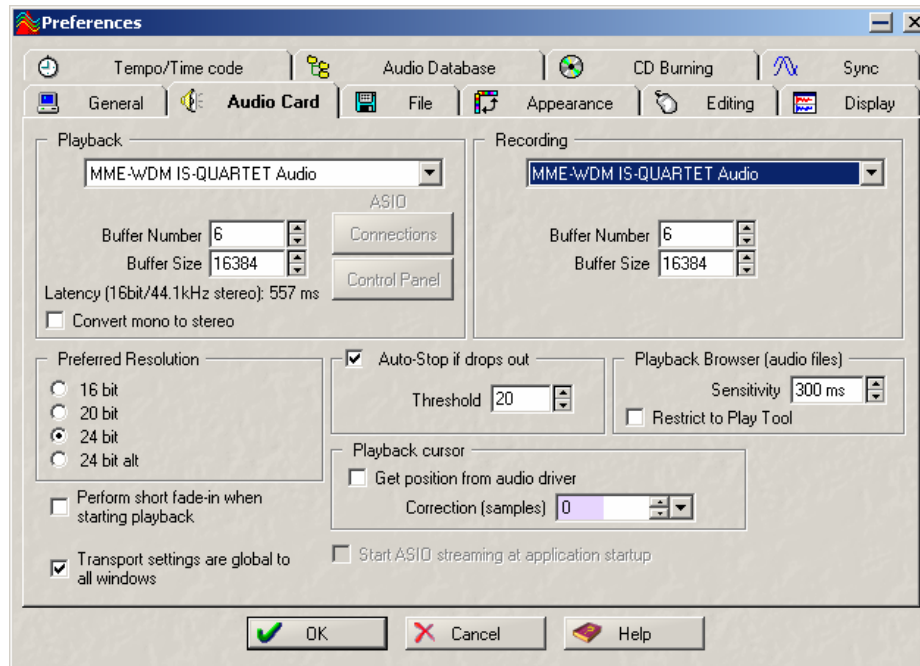 Preferences
Tempo/Time code Audio Database CD Burning Sync
General Audio Card File Appearance Editing Display
Playback
MME-WDM IS-QUARTET Audio
ASIO
Buffer Number 6 Connections
Buffer Size 16384 Control Panel
Latency (16bit/44.1kHz stereo): 557 ms
Convert mono to stereo
Recording
MME-WDM IS-QUARTET Audio
Buffer Number 6
Buffer Size 16384
Preferred Resolution
16 bit
20 bit
24 bit
24 bit alt
Auto-Stop if drops out
Threshold 20
Playback Browser (audio files)
Sensitivity 300 ms
Restrict to Play Tool
Playback cursor
Get position from audio driver
Correction (samples) 0
Perform short fade-in when
starting playback
Transport settings are global to
all windows
Start ASIO streaming at application startup
OK Cancel Help